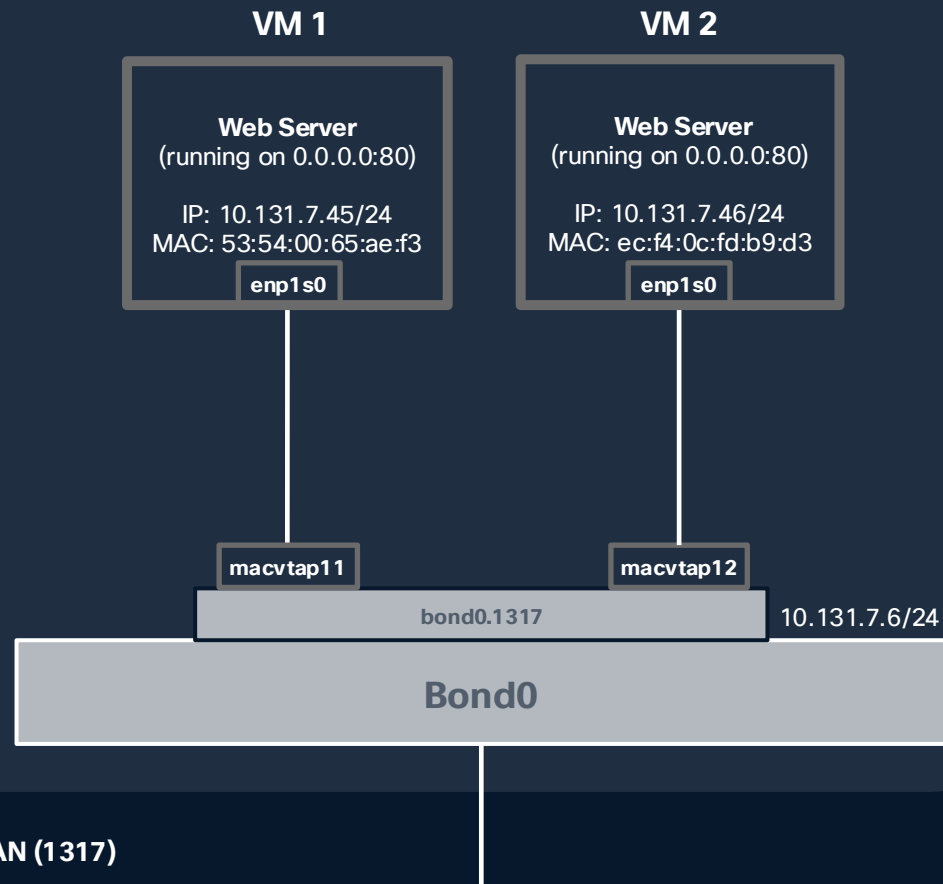 VM 1
VM 2
Web Server
(running on 0.0.0.0:80)
IP: 10.131.7.45/24
MAC: 53:54:00:65:ae:f3
enp1s0
Web Server
(running on 0.0.0.0:80)
IP: 10.131.7.46/24
MAC: ec:f4:0c:fd:b9:d3
enp1s0
macvtap11
macvtap12
bond0.1317
10.131.7.6/24
Bond0
AN (1317)